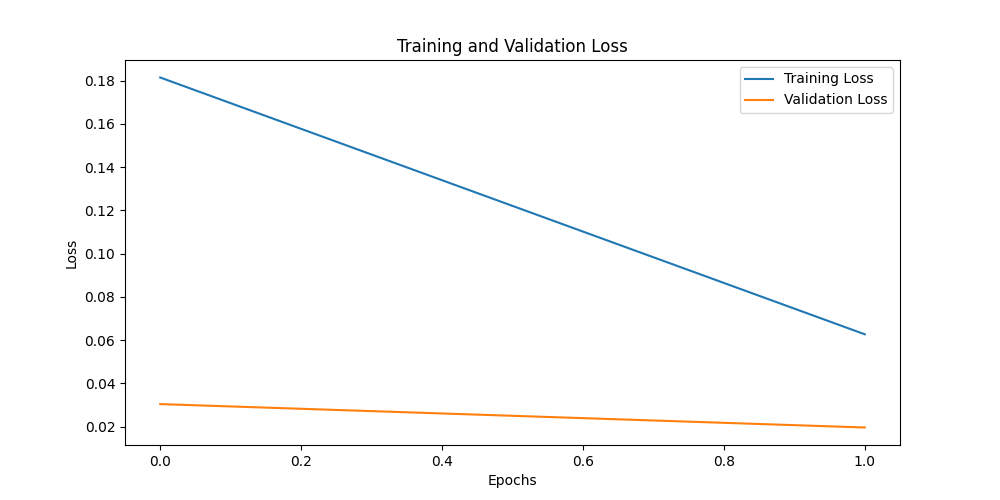 Training and Validation Loss
Training Loss
Validation Loss
0.18
0.16
0.14
0.12
0.10
0.08
0.06
0.04
0.02
Loss
0.0 0.2 0.4 0.6 0.8 1.0
Epochs